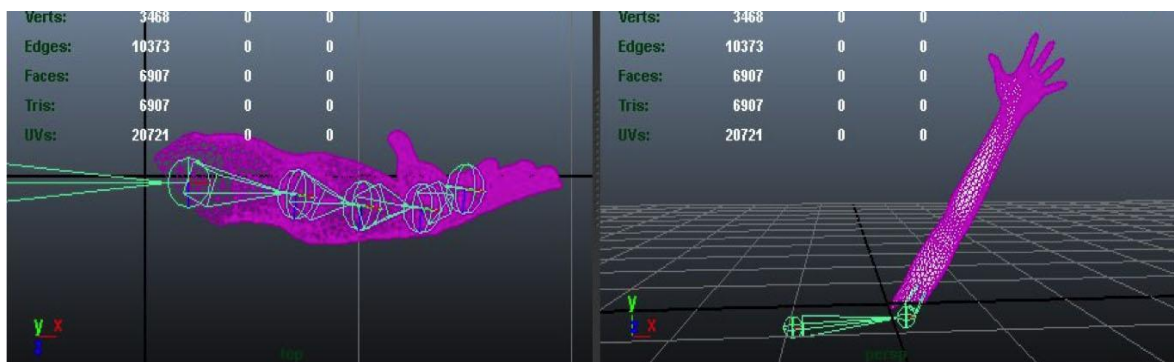 Verts: 3468 0 0
Edges: 10373 0 0
Faces: 6907 0 0
Tris: 6907 0 0
UVs: 20721 0 0
y x
z
top
Verts: 3468 0 0
Edges: 10373 0 0
Faces: 6907 0 0
Tris: 6907 0 0
UVs: 20721 0 0
y
z x
persp